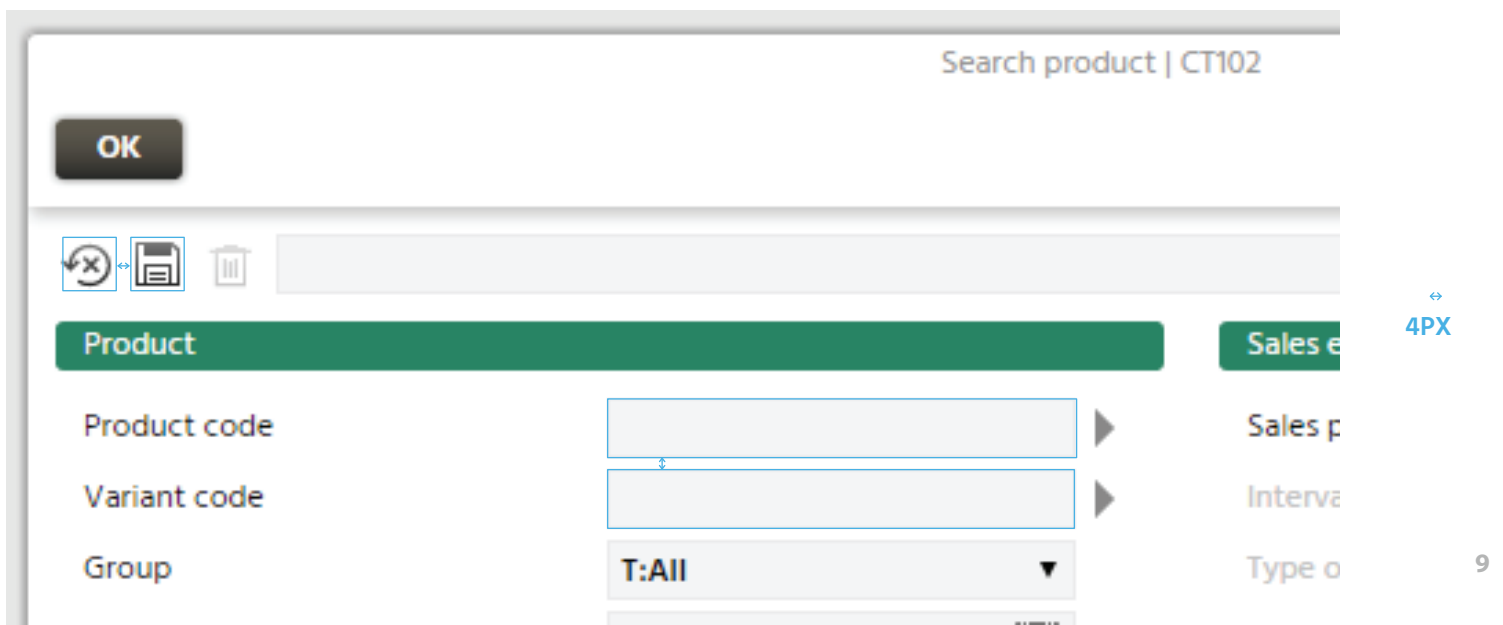 Search product | CT102
OK
Product
Sales e
4PX
Product code
Sales p
Variant code
Interva
Group
T:All
Type o
9